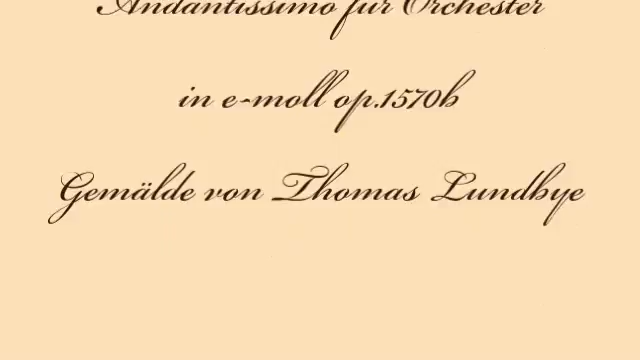 Andantissimo für Orchester
in e-moll op.1570b
Gemälde von Thomas Lundbye